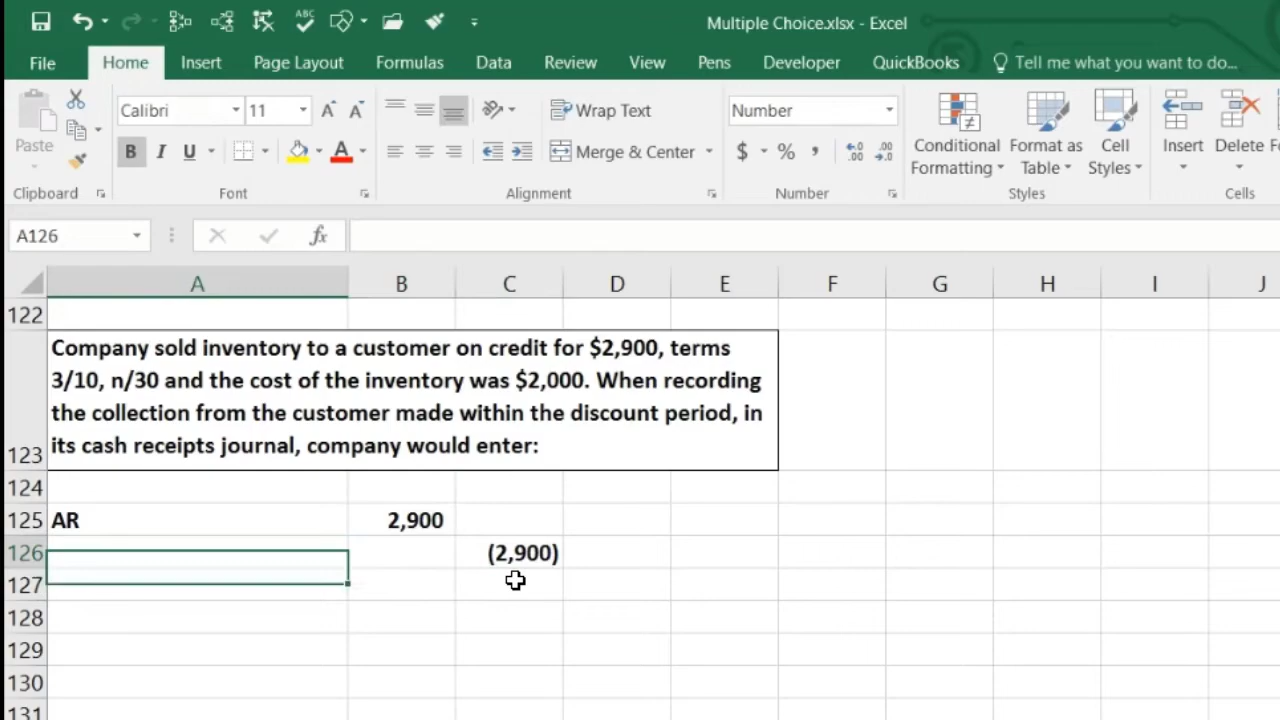 Multiple Choice.xlsx - Excel
ABC
File Home Insert Page Layout Formulas Data Review View Pens Developer QuickBooks Tell me what you want to do...
Calibri 11 A A Wrap Text Number
Paste B I U A Merge & Center $ % , .00 .0 Conditional Formatting Format as Table Cell Styles Insert Delete
Clipboard Font Alignment Number Styles Cells
A126 fx
A B C D E F G H I J
122
Company sold inventory to a customer on credit for $2,900, terms
3/10, n/30 and the cost of the inventory was $2,000. When recording
the collection from the customer made within the discount period, in
123 its cash receipts journal, company would enter:
124
125 AR 2,900
126 (2,900)
127
128
129
130
131